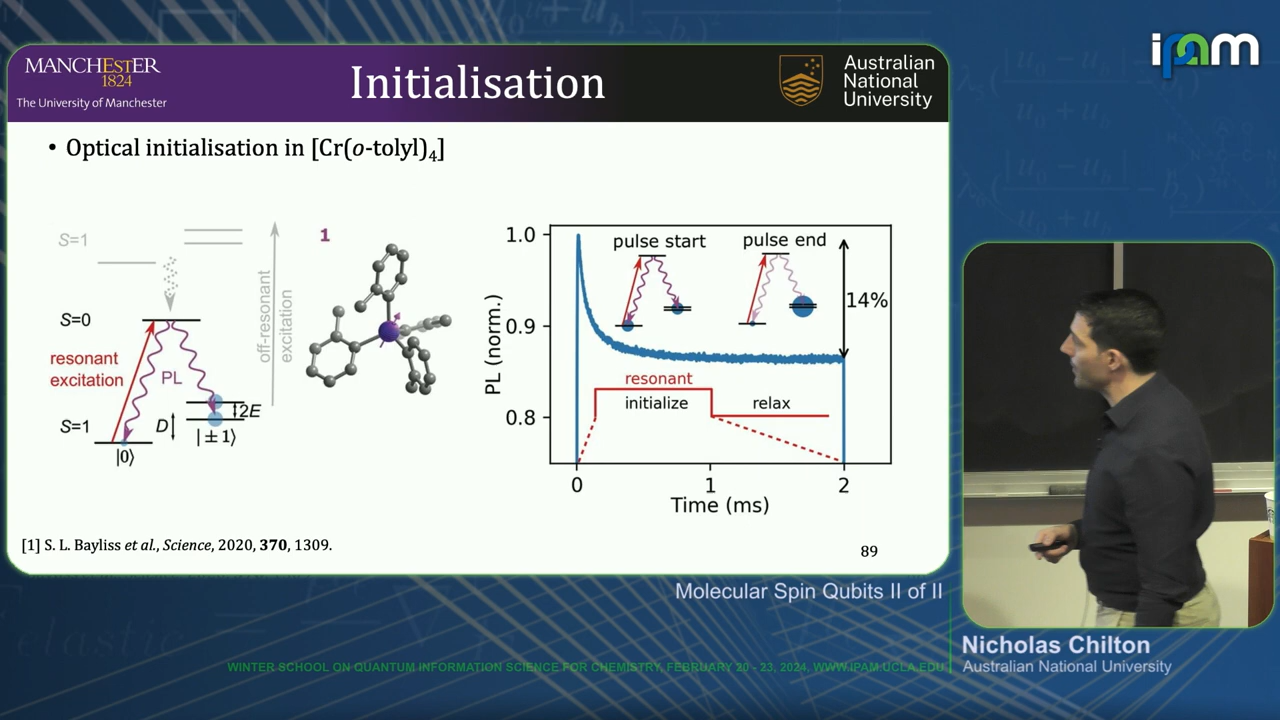 ipam
MANCHESTER
1824
The University of Manchester
Initialisation
Australian
National
University
• Optical initialisation in [Cr(o-tolyl)₄]
S=1
S=0
resonant
excitation
PL
S=1
D
2E
|0⟩
|±1⟩
off-resonant
excitation
1
PL (norm.)
1.0
0.9
0.8
pulse start
pulse end
14%
resonant
initialize
relax
0
1
2
Time (ms)
[1] S. L. Bayliss et al., Science, 2020, 370, 1309.
89
Molecular Spin Qubits II of II
Nicholas Chilton
Australian National University
WINTER SCHOOL ON QUANTUM INFORMATION SCIENCE FOR CHEMISTRY, FEBRUARY 20 - 23, 2024, WWW.IPAM.UCLA.EDU
elastic